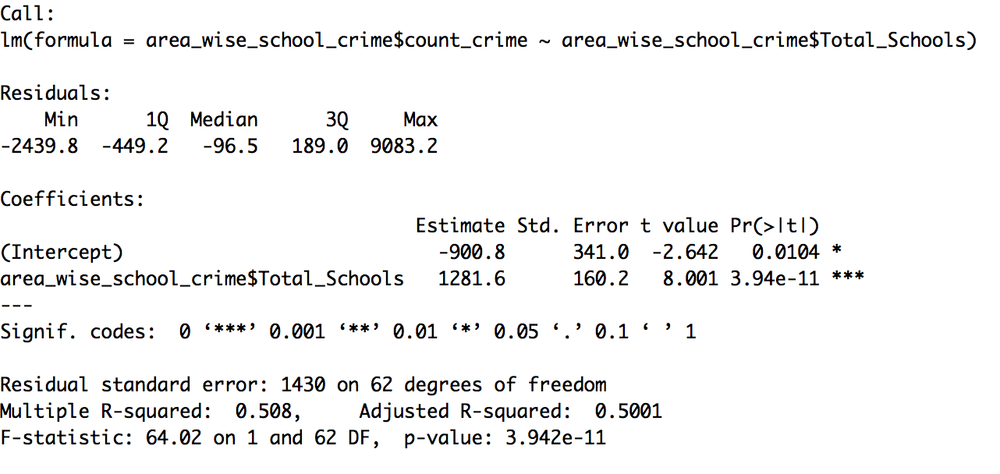 Call:
lm(formula = area_wise_school_crime$count_crime ~ area_wise_school_crime$Total_Schools)
Residuals:
Min 1Q Median 3Q Max
-2439.8 -449.2 -96.5 189.0 9083.2
Coefficients:
Estimate Std. Error t value Pr(>|t|)
(Intercept) -900.8 341.0 -2.642 0.0104 *
area_wise_school_crime$Total_Schools 1281.6 160.2 8.001 3.94e-11 ***
---
Signif. codes: 0 ‘***’ 0.001 ‘**’ 0.01 ‘*’ 0.05 ‘.’ 0.1 ‘ ’ 1
Residual standard error: 1430 on 62 degrees of freedom
Multiple R-squared: 0.508, Adjusted R-squared: 0.5001
F-statistic: 64.02 on 1 and 62 DF, p-value: 3.942e-11